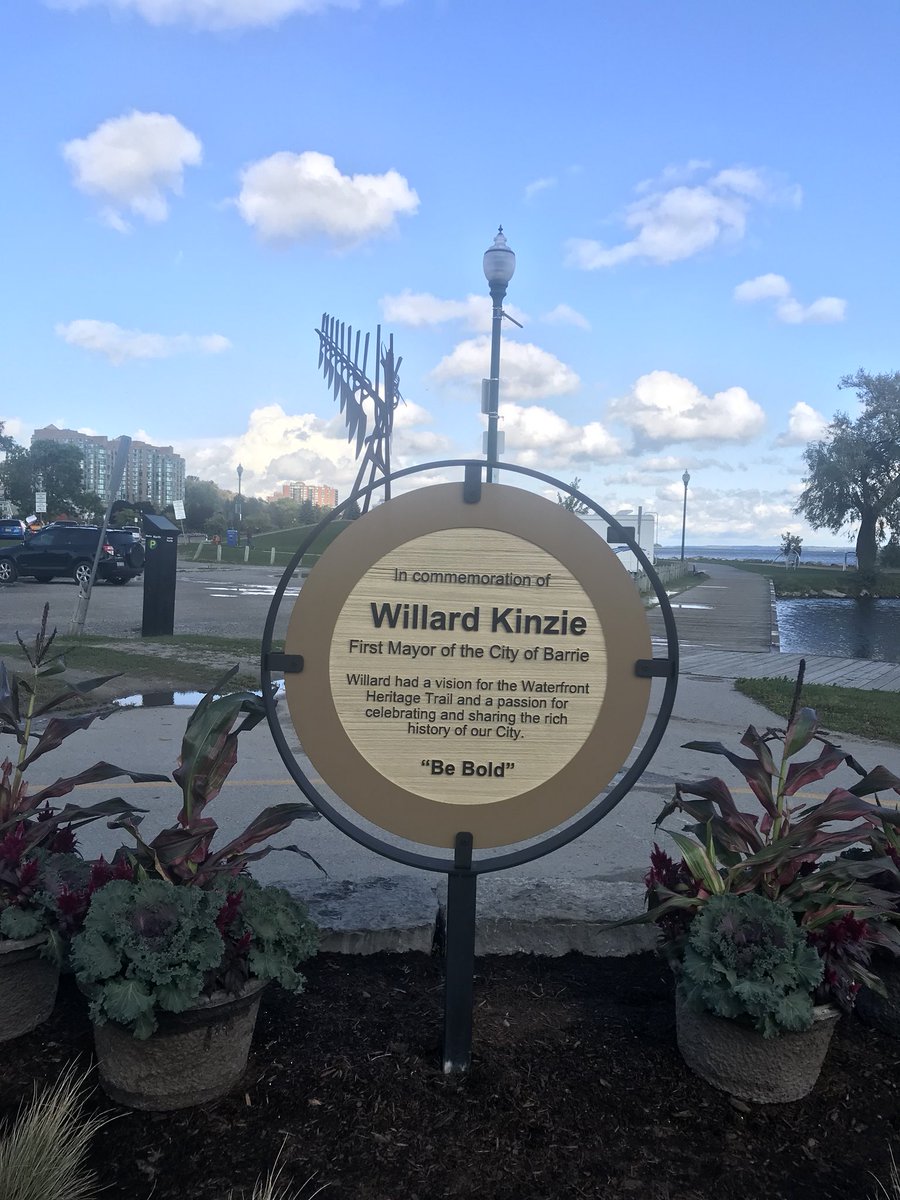 In commemoration of
Willard Kinzie
First Mayor of the City of Barrie
Willard had a vision for the Waterfront
Heritage Trail and a passion for
celebrating and sharing the rich
history of our City.
“Be Bold”